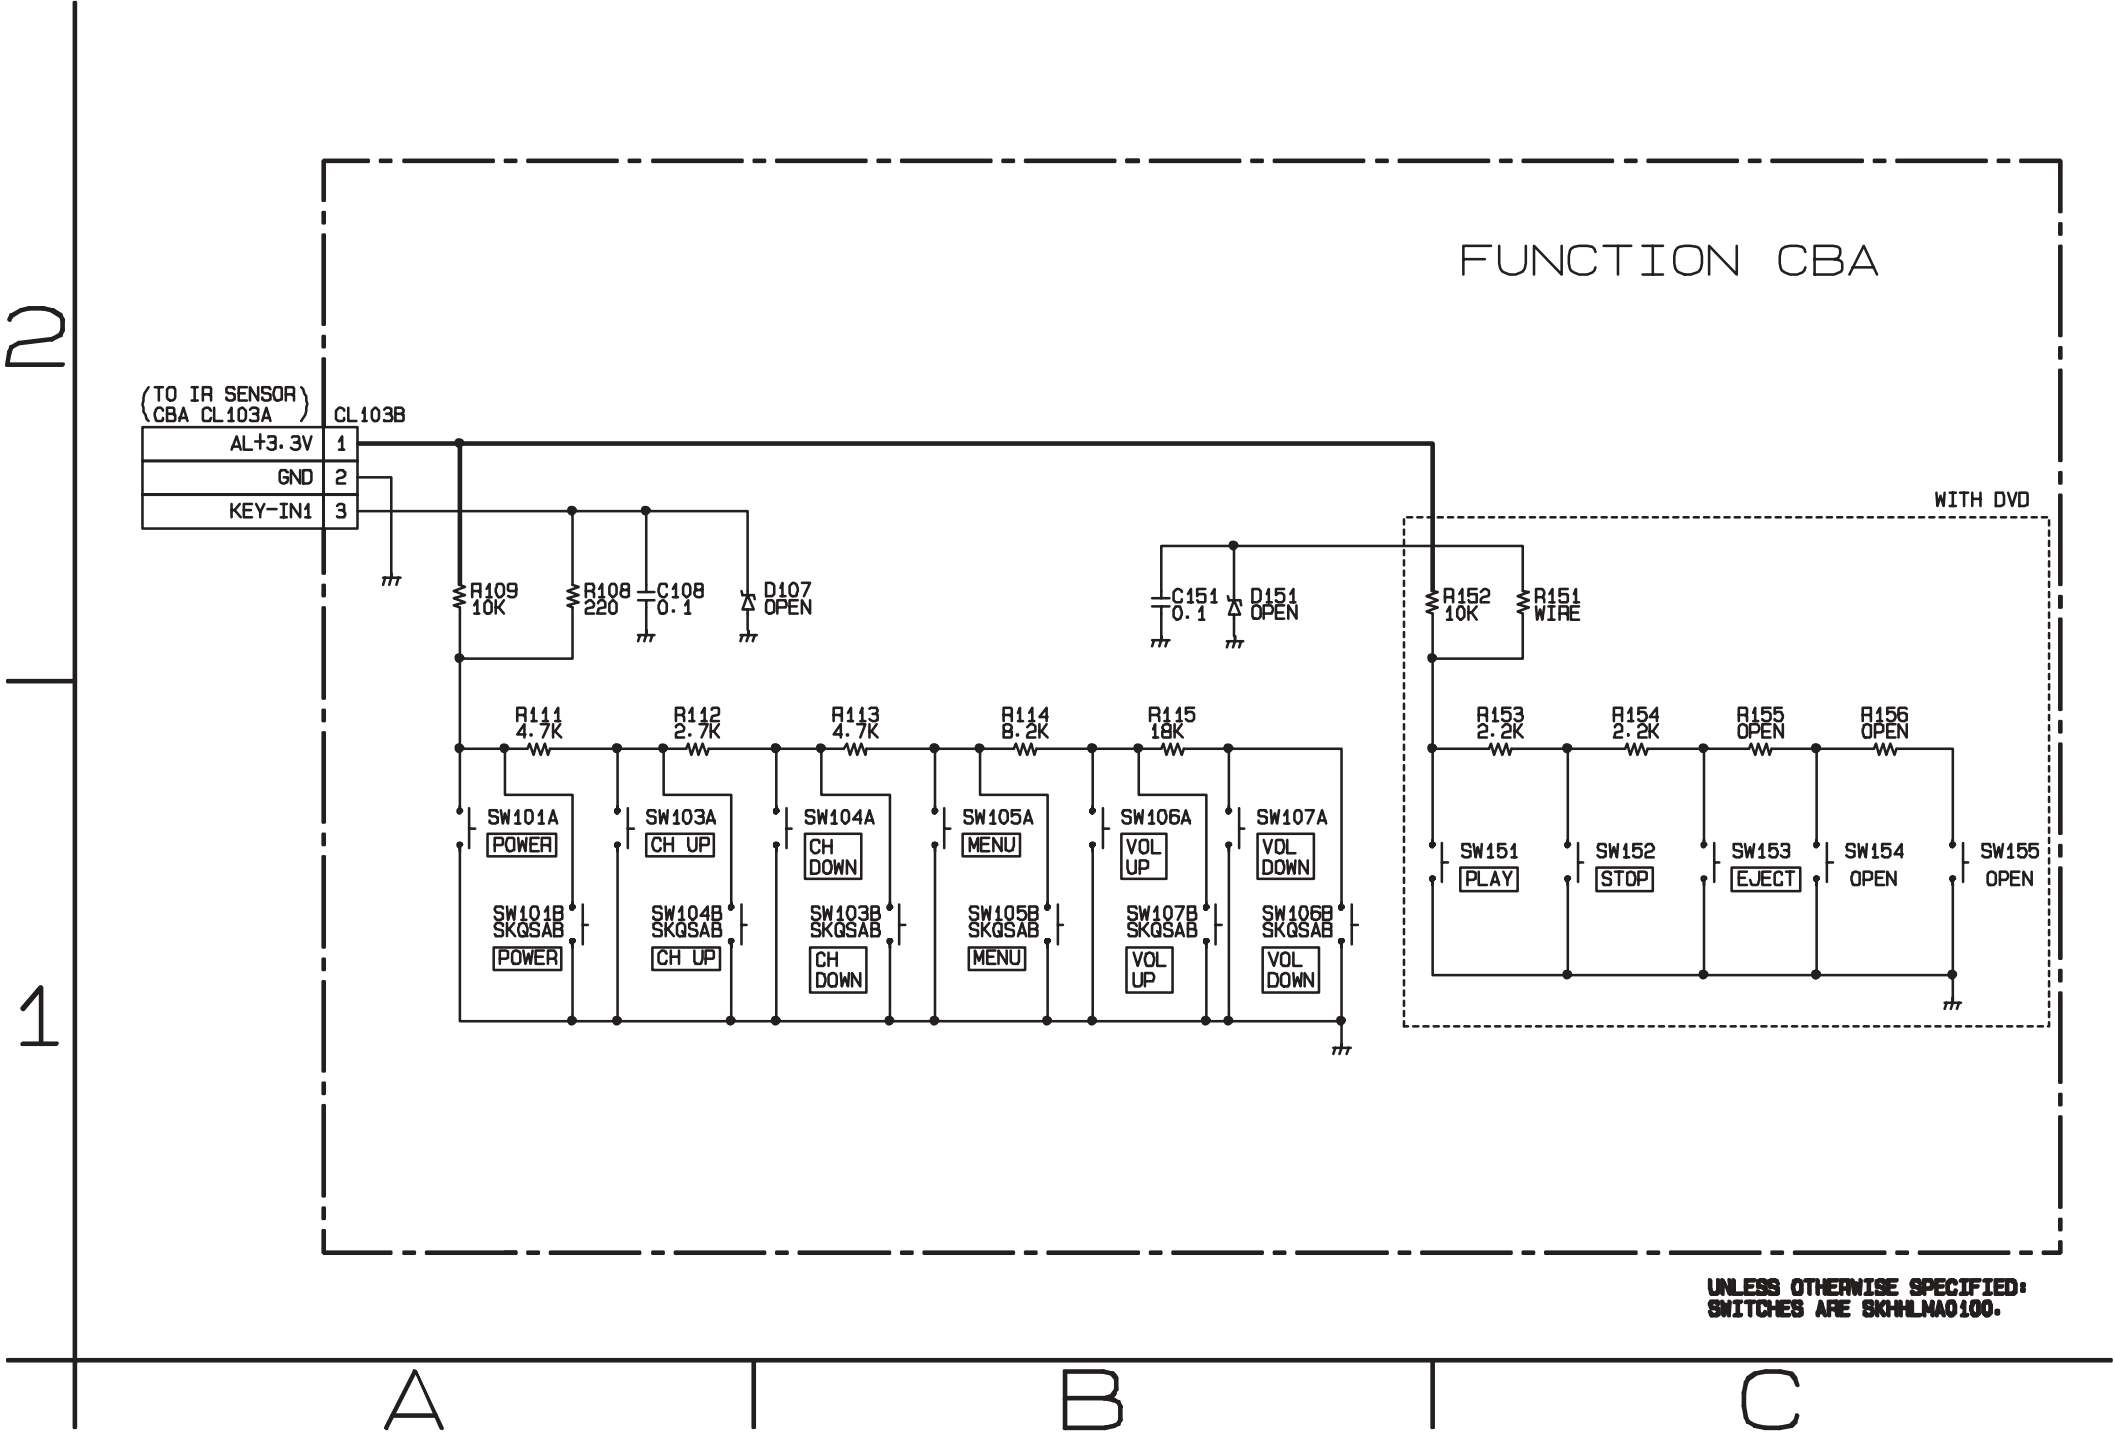 FUNCTION CBA
2
(TO IR SENSOR)
(CBA CL103A )
CL103B
AL+3.3V 1
GND 2
KEY-IN1 3
WITH DVD
R109
10K
R108
220
C108
0.1
D107
OPEN
C151
0.1
D151
OPEN
R152
10K
R151
WIRE
R111
4.7K
R112
2.7K
R113
4.7K
R114
8.2K
R115
18K
R153
2.2K
R154
2.2K
R155
OPEN
R156
OPEN
SW101A
POWER
SW103A
CH UP
SW104A
CH
DOWN
SW105A
MENU
SW106A
VOL
UP
SW107A
VOL
DOWN
SW151
PLAY
SW152
STOP
SW153
EJECT
SW154
OPEN
SW155
OPEN
SW101B
SKQSAB
POWER
SW104B
SKQSAB
CH UP
SW103B
SKQSAB
CH
DOWN
SW105B
SKQSAB
MENU
SW107B
SKQSAB
VOL
UP
SW106B
SKQSAB
VOL
DOWN
1
UNLESS OTHERWISE SPECIFIED:
SWITCHES ARE SKHHLMA0100.
A B C